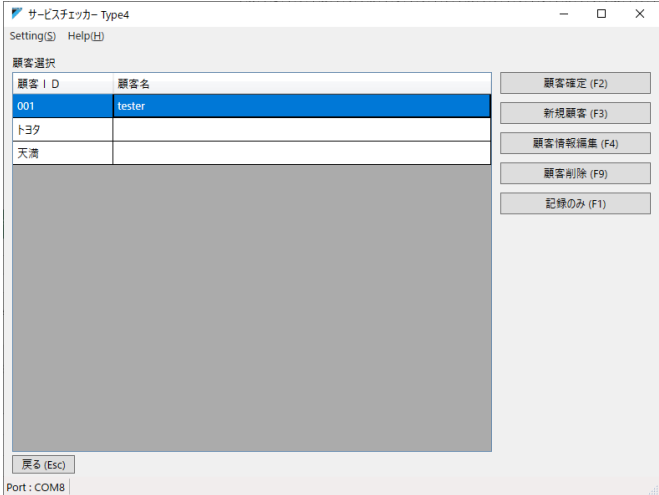 サービスチェッカー Type4
Setting(S) Help(H)
顧客選択
顧客ＩＤ 顧客名
001 tester
トヨタ
天満
顧客確定 (F2)
新規顧客 (F3)
顧客情報編集 (F4)
顧客削除 (F9)
記録のみ (F1)
戻る (Esc)
Port : COM8